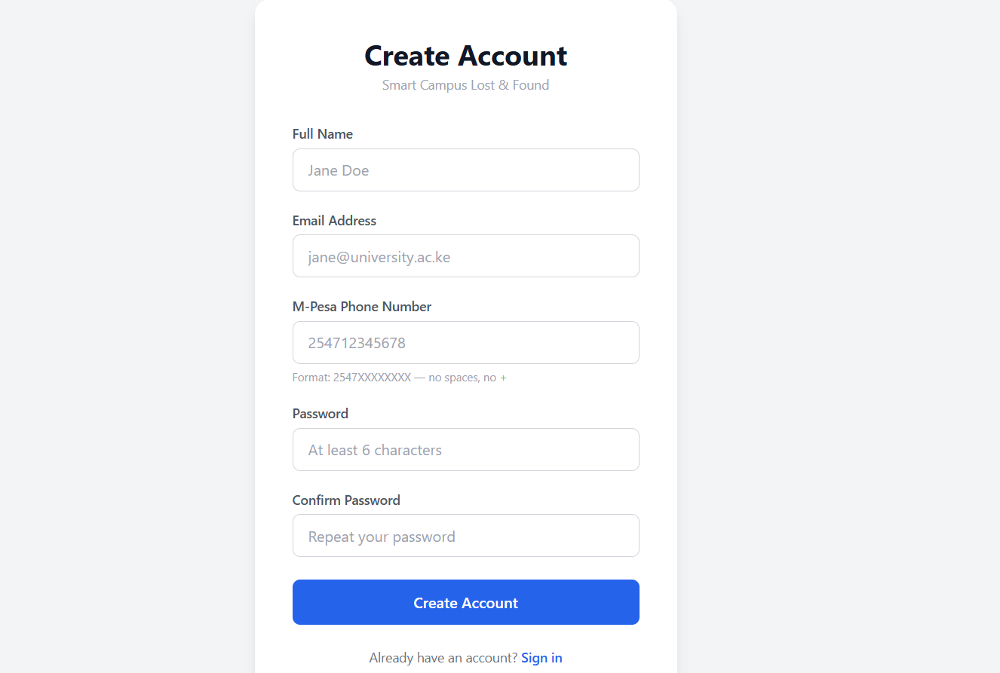 Create Account
Smart Campus Lost & Found
Full Name
Jane Doe
Email Address
jane@university.ac.ke
M-Pesa Phone Number
254712345678
Format: 2547XXXXXXXX — no spaces, no +
Password
At least 6 characters
Confirm Password
Repeat your password
Create Account
Already have an account? Sign in